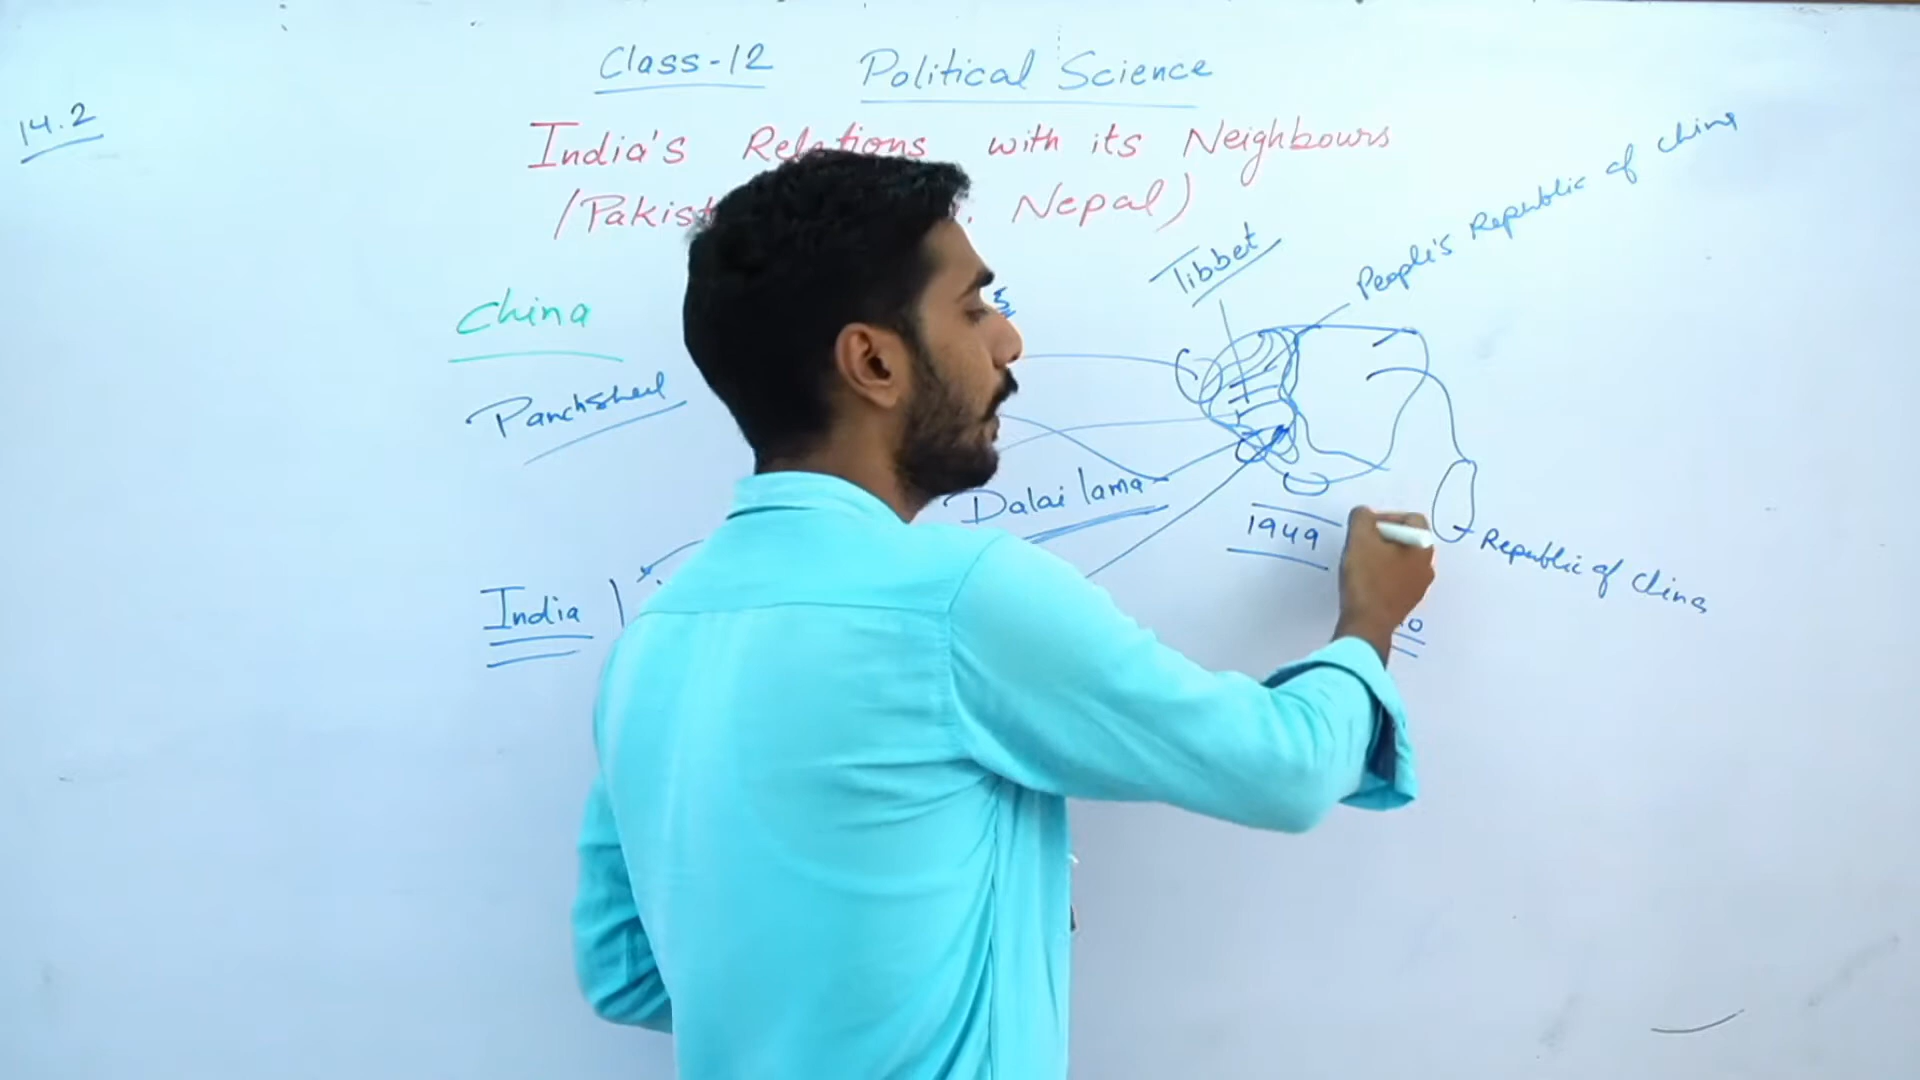 Class-12 Political Science
14.2
India's Relations with its Neighbours
(Pakist Nepal)
People's Republic of China
Tibbet
China
5
Panchsheel
Dalai lama
1949
Republic of China
India